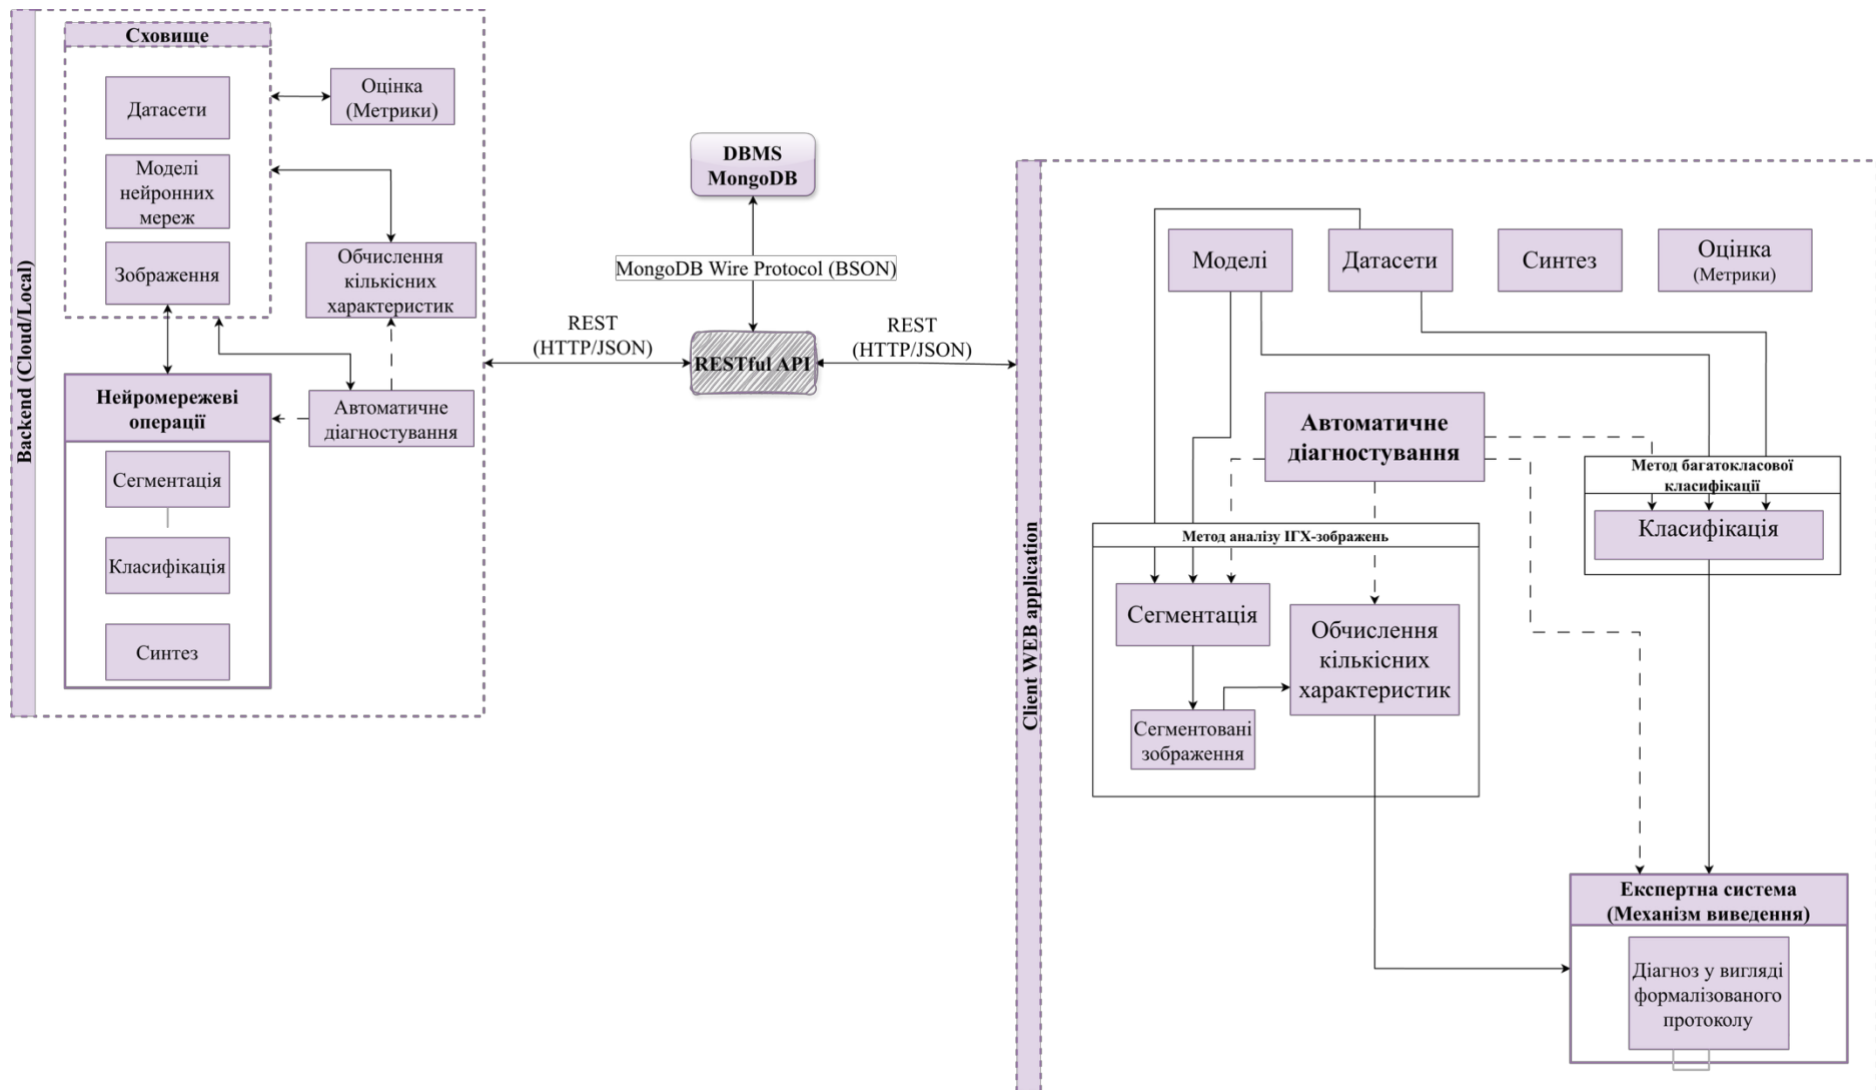 Backend (Cloud/Local)
Сховище
Датасети
Моделі
нейронних
мереж
Зображення
Оцінка
(Метрики)
Обчислення
кількісних
характеристик
Автоматичне
діагностування
Нейромережеві
операції
Сегментація
Класифікація
Синтез
DBMS
MongoDB
MongoDB Wire Protocol (BSON)
REST
(HTTP/JSON)
RESTful API
REST
(HTTP/JSON)
Client WEB application
Моделі
Датасети
Синтез
Оцінка
(Метрики)
Автоматичне
діагностування
Метод багатокласової
класифікації
Класифікація
Метод аналізу ІГХ-зображень
Сегментація
Обчислення
кількісних
характеристик
Сегментовані
зображення
Експертна система
(Механізм виведення)
Діагноз у вигляді
формалізованого
протоколу